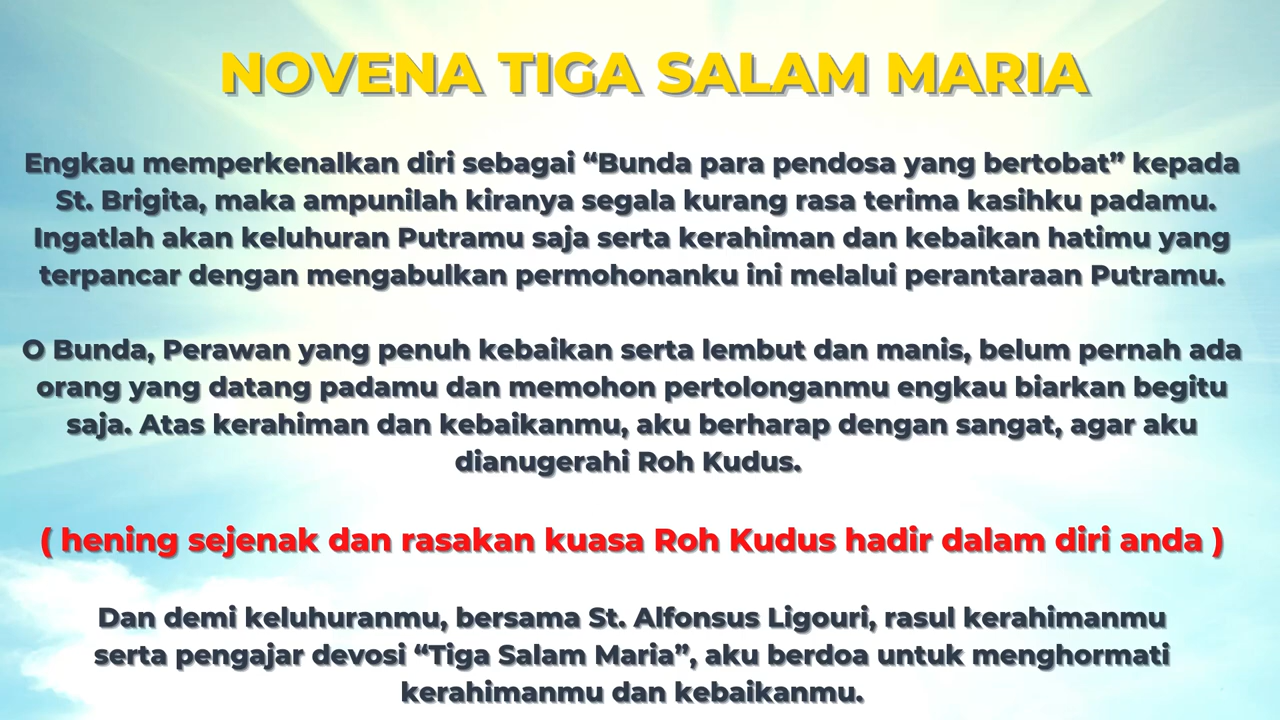 NOVENA TIGA SALAM MARIA
Engkau memperkenalkan diri sebagai “Bunda para pendosa yang bertobat” kepada
St. Brigita, maka ampunilah kiranya segala kurang rasa terima kasihku padamu.
Ingatlah akan keluhuran Putramu saja serta kerahiman dan kebaikan hatimu yang
terpancar dengan mengabulkan permohonanku ini melalui perantaraan Putramu.
O Bunda, Perawan yang penuh kebaikan serta lembut dan manis, belum pernah ada
orang yang datang padamu dan memohon pertolonganmu engkau biarkan begitu
saja. Atas kerahiman dan kebaikanmu, aku berharap dengan sangat, agar aku
dianugerahi Roh Kudus.
( hening sejenak dan rasakan kuasa Roh Kudus hadir dalam diri anda )
Dan demi keluhuranmu, bersama St. Alfonsus Ligouri, rasul kerahimanmu
serta pengajar devosi “Tiga Salam Maria”, aku berdoa untuk menghormati
kerahimanmu dan kebaikanmu.